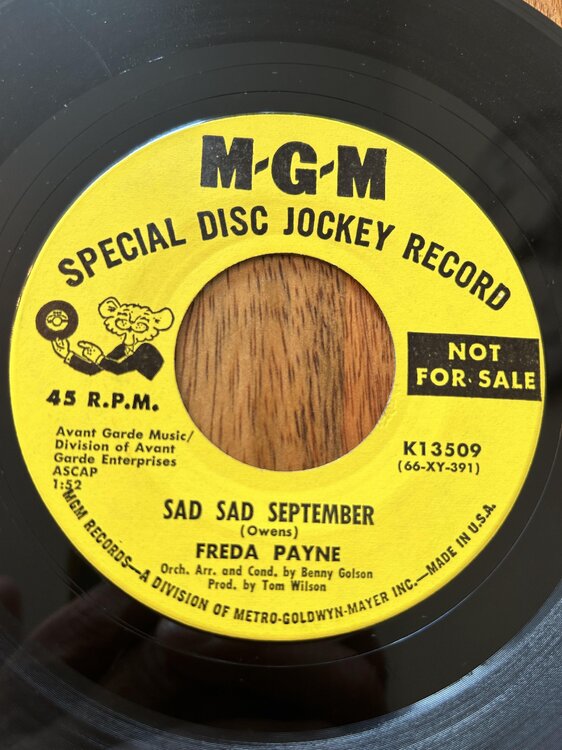 M-G-M
SPECIAL DISC JOCKEY RECORD
NOT
FOR SALE
45 R.P.M.
Avant Garde Music/
Division of Avant
Garde Enterprises
ASCAP
1:52
K13509
(66-XY-391)
SAD SAD SEPTEMBER
(Owens)
FREDA PAYNE
Orch. Arr. and Cond. by Benny Golson
Prod. by Tom Wilson
MGM RECORDS—A DIVISION OF METRO-GOLDWYN-MAYER INC.—MADE IN U.S.A.